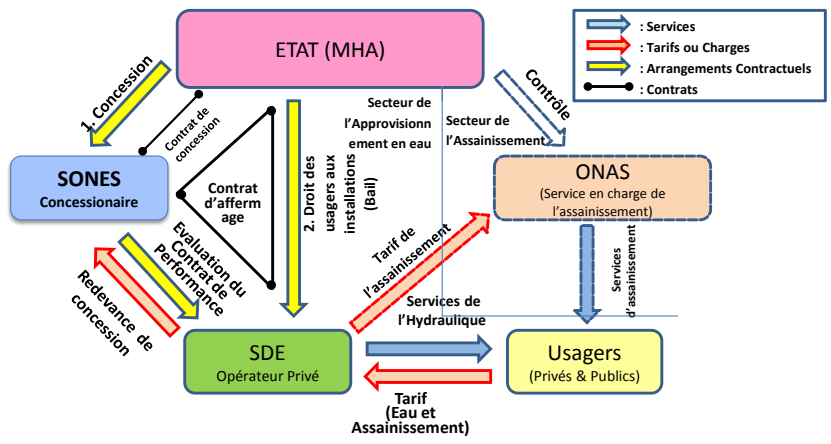 ETAT (MHA)
: Services
: Tarifs ou Charges
: Arrangements Contractuels
: Contrats
1. Concession
Contrat de
concession
Secteur de
l'Approvisionn
ement en eau
Secteur de
l'Assainissement
Contrôle
SONES
Concessionaire
Contrat
d'afferm
age
2. Droit des
usagers aux
installations
(Bail)
ONAS
(Service en charge de
l'assainissement)
Evaluation du
Contrat de
Performance
Redevance de
concession
Tarif de
l'assainissement
Services
d'assainissement
Services de
l'Hydraulique
SDE
Opérateur Privé
Usagers
(Privés & Publics)
Tarif
(Eau et
Assainissement)